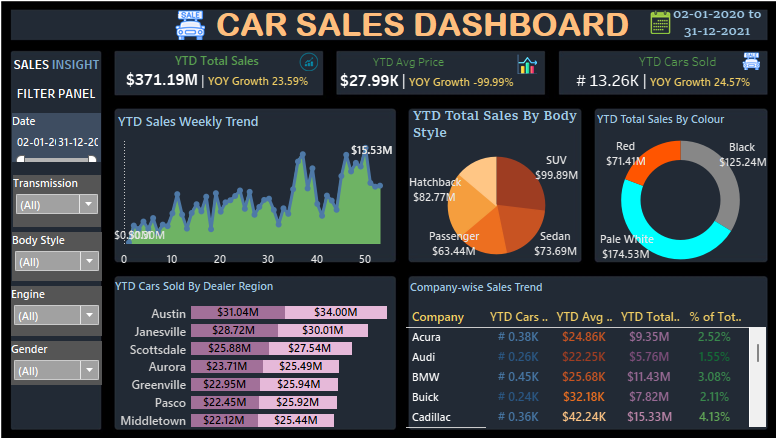 SALE
CAR SALES DASHBOARD
02-01-2020 to
31-12-2021
SALES INSIGHT
FILTER PANEL
Date
02-01-20
31-12-20
Transmission
(All)
Body Style
(All)
Engine
(All)
Gender
(All)
YTD Total Sales
$371.19M | YOY Growth 23.59%
YTD Avg Price
$27.99K | YOY Growth -99.99%
YTD Cars Sold
# 13.26K | YOY Growth 24.57%
YTD Sales Weekly Trend
$15.53M
0
10
20
30
40
50
YTD Total Sales By Body
Style
SUV
$99.89M
Hatchback
$82.77M
Passenger
$63.44M
Sedan
$73.69M
YTD Total Sales By Colour
Red
$71.41M
Black
$125.24M
Pale White
$174.53M
YTD Cars Sold By Dealer Region
Austin $31.04M $34.00M
Janesville $28.72M $30.01M
Scottsdale $25.88M $27.54M
Aurora $23.71M $25.49M
Greenville $22.95M $25.94M
Pasco $22.45M $25.92M
Middletown $22.12M $25.44M
Company-wise Sales Trend
Company YTD Cars .. YTD Avg .. YTD Total.. % of Tot..
Acura # 0.38K $24.86K $9.35M 2.52%
Audi # 0.26K $22.25K $5.76M 1.55%
BMW # 0.45K $25.68K $11.43M 3.08%
Buick # 0.24K $32.18K $7.82M 2.11%
Cadillac # 0.36K $42.24K $15.33M 4.13%